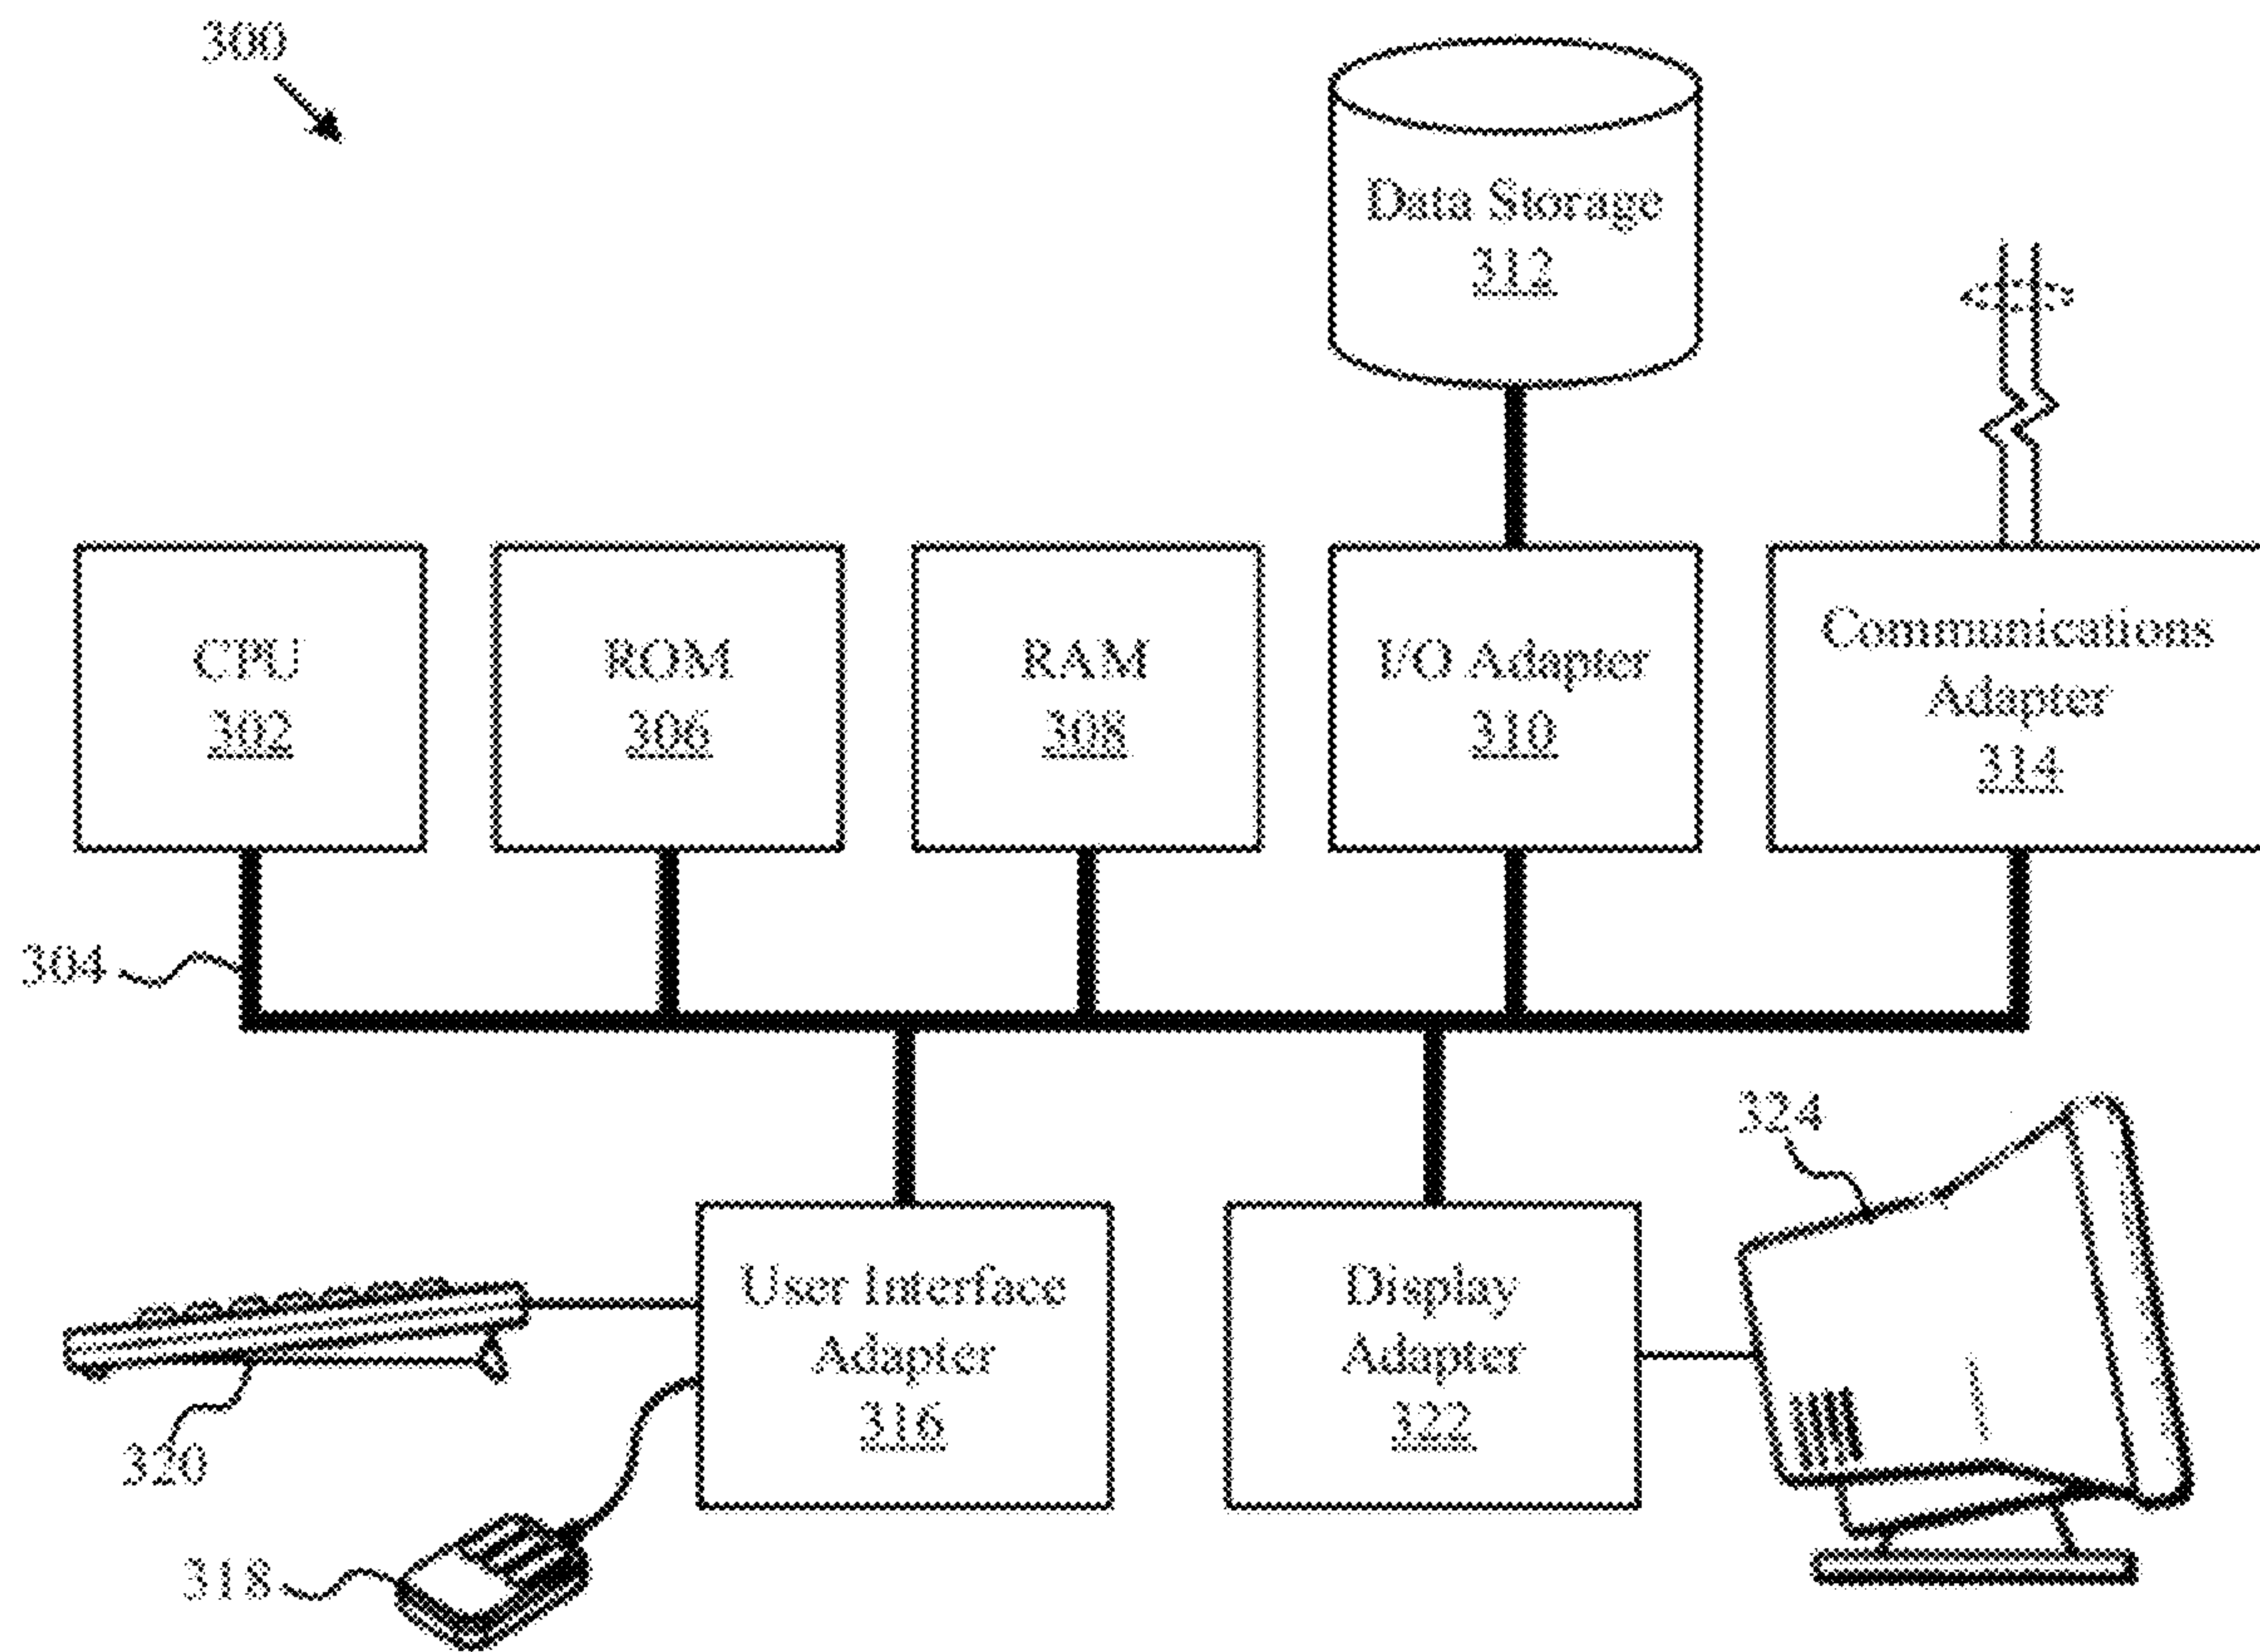 300
Data Storage
312
CPU
302
ROM
306
RAM
308
I/O Adapter
310
Communications
Adapter
314
304
324
User Interface
Adapter
316
Display
Adapter
322
320
318